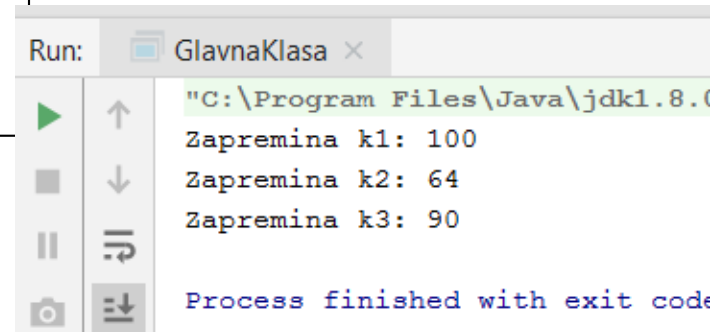 Run: GlavnaKlasa
"C:\Program Files\Java\jdk1.8.0
Zapremina k1: 100
Zapremina k2: 64
Zapremina k3: 90
Process finished with exit code